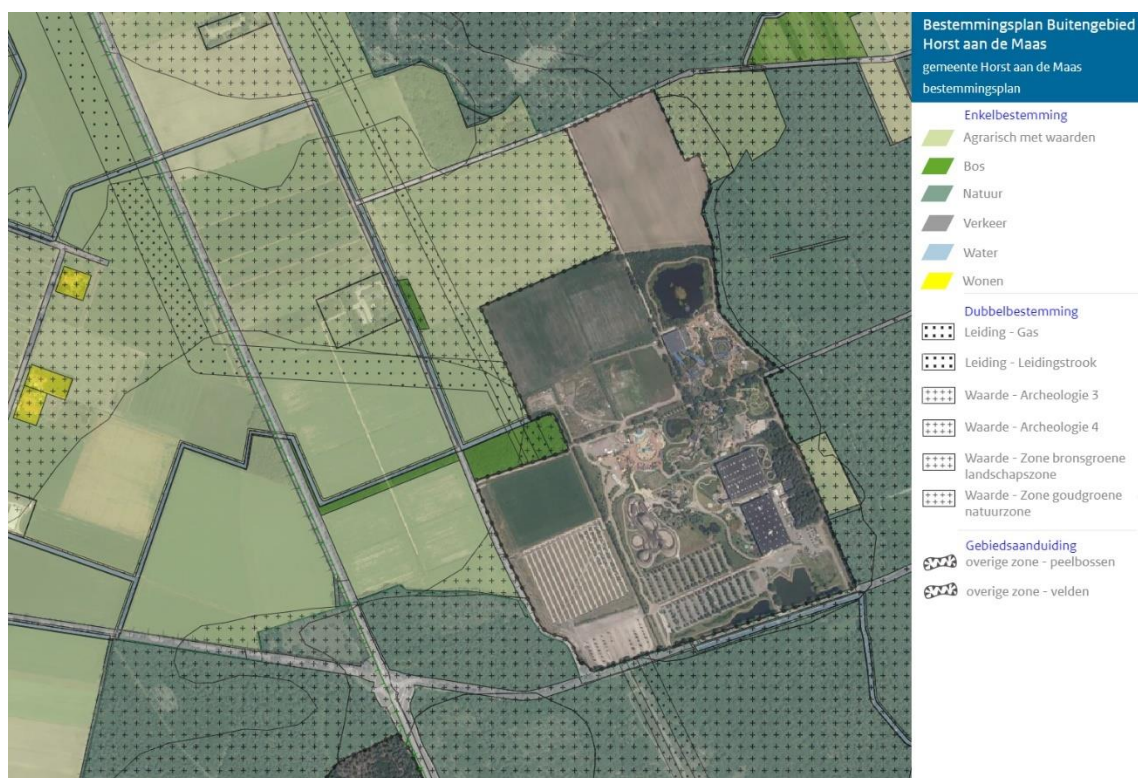 Bestemmingsplan Buitengebied
Horst aan de Maas
gemeente Horst aan de Maas
bestemmingsplan
Enkelbestemming
Agrarisch met waarden
Bos
Natuur
Verkeer
Water
Wonen
Dubbelbestemming
Leiding - Gas
Leiding - Leidingstrook
Waarde - Archeologie 3
Waarde - Archeologie 4
Waarde - Zone bronsgroene
landschapszone
Waarde - Zone goudgroene
natuurzone
Gebiedsaanduiding
overige zone - peelbossen
overige zone - velden